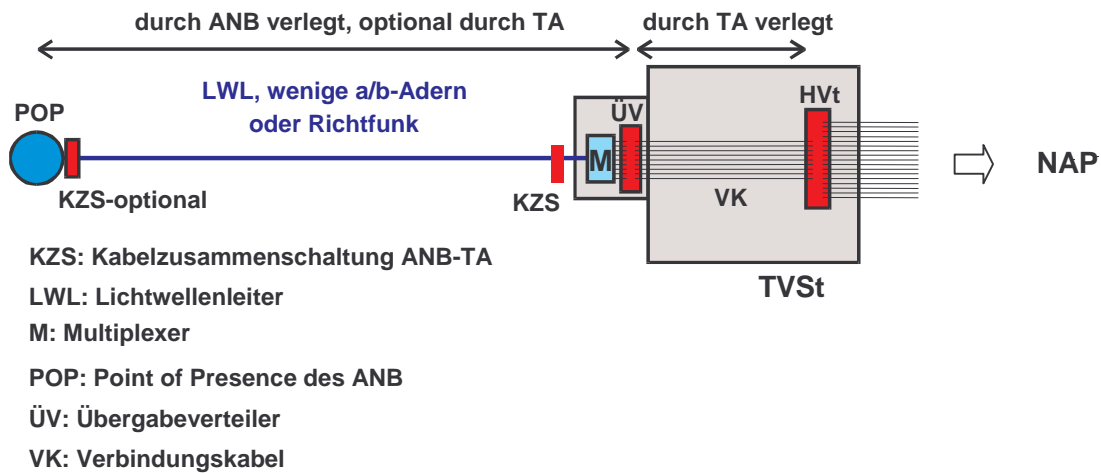 durch ANB verlegt, optional durch TA
durch TA verlegt
LWL, wenige a/b-Adern
oder Richtfunk
POP
ÜV
HVt
M
NAP
KZS-optional
KZS
VK
TVSt
KZS: Kabelzusammenschaltung ANB-TA
LWL: Lichtwellenleiter
M: Multiplexer
POP: Point of Presence des ANB
ÜV: Übergabeverteiler
VK: Verbindungskabel